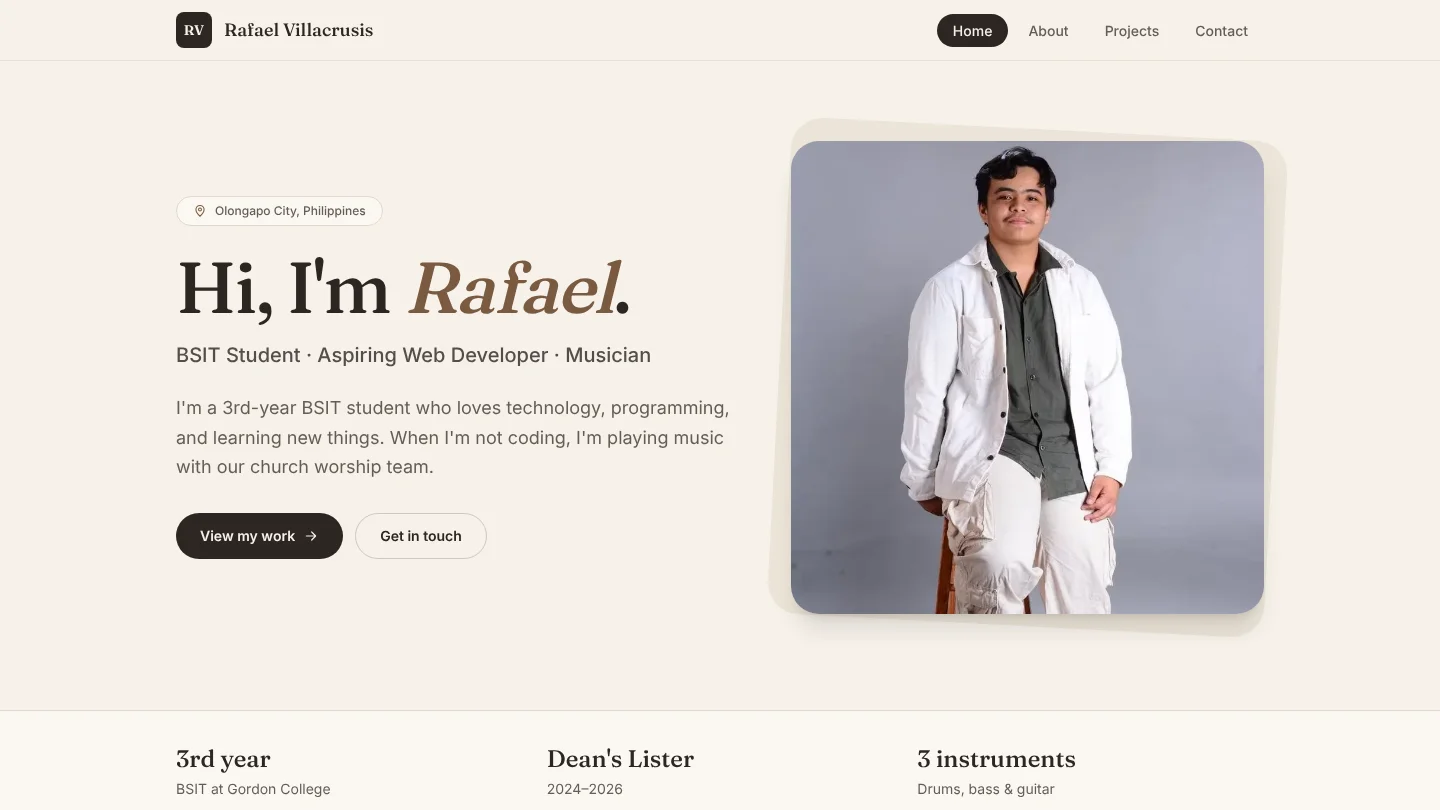 RV Rafael Villacrusis
Home About Projects Contact
Olongapo City, Philippines
Hi, I'm Rafael.
BSIT Student · Aspiring Web Developer · Musician
I'm a 3rd-year BSIT student who loves technology, programming,
and learning new things. When I'm not coding, I'm playing music
with our church worship team.
View my work →
Get in touch
3rd year
BSIT at Gordon College
Dean's Lister
2024–2026
3 instruments
Drums, bass & guitar